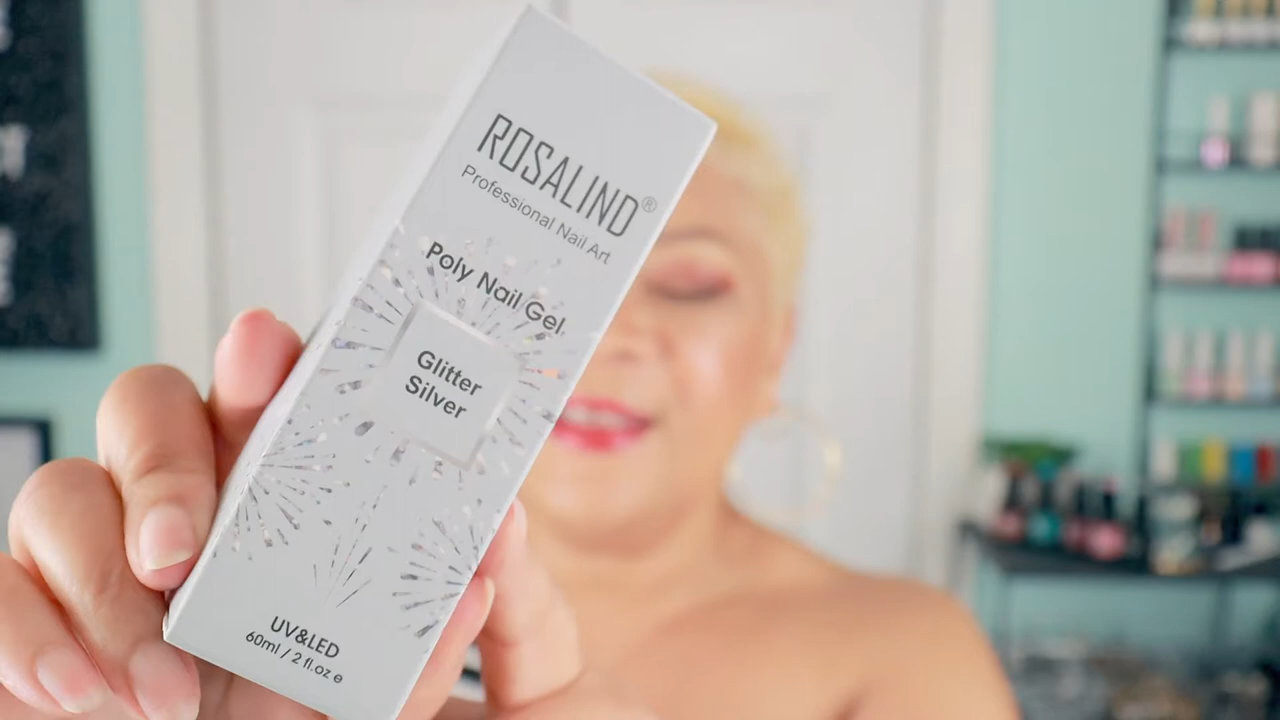 ROSALIND®
Professional Nail Art
Poly Nail Gel
Glitter
Silver
UV&LED
60ml / 2 fl.oz e